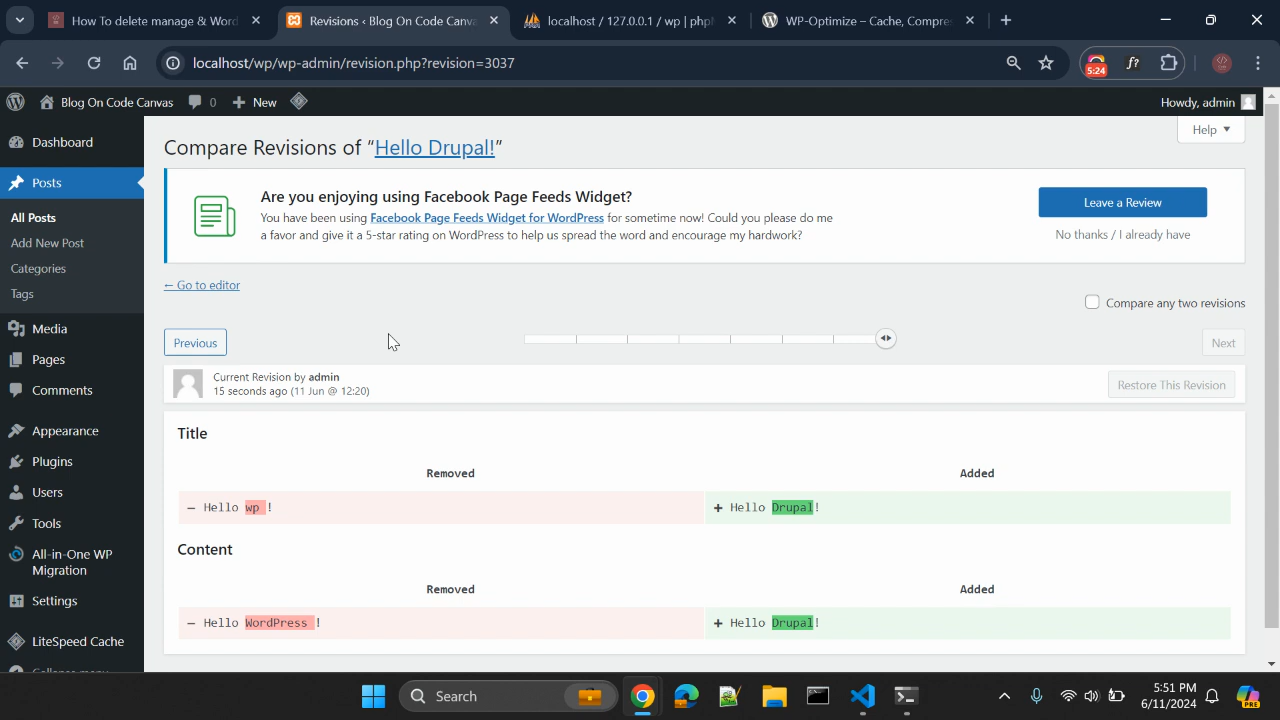 How To delete manage & Word
Revisions ‹ Blog On Code Canva
localhost / 127.0.0.1 / wp | php
WP-Optimize – Cache, Compre
localhost/wp/wp-admin/revision.php?revision=3037
5:24
f?
Blog On Code Canvas
0
New
Howdy, admin
Dashboard
Posts
All Posts
Add New Post
Categories
Tags
Media
Pages
Comments
Appearance
Plugins
Users
Tools
All-in-One WP
Migration
Settings
LiteSpeed Cache
Collapse menu
Help
Compare Revisions of “Hello Drupal!”
Are you enjoying using Facebook Page Feeds Widget?
You have been using Facebook Page Feeds Widget for WordPress for sometime now! Could you please do me
a favor and give it a 5-star rating on WordPress to help us spread the word and encourage my hardwork?
Leave a Review
No thanks / I already have
← Go to editor
Compare any two revisions
Previous
Next
Current Revision by admin
15 seconds ago (11 Jun @ 12:20)
Restore This Revision
Title
Removed Added
− Hello wp ! + Hello Drupal!
Content
Removed Added
− Hello WordPress ! + Hello Drupal!
Search
PRE
5:51 PM
6/11/2024